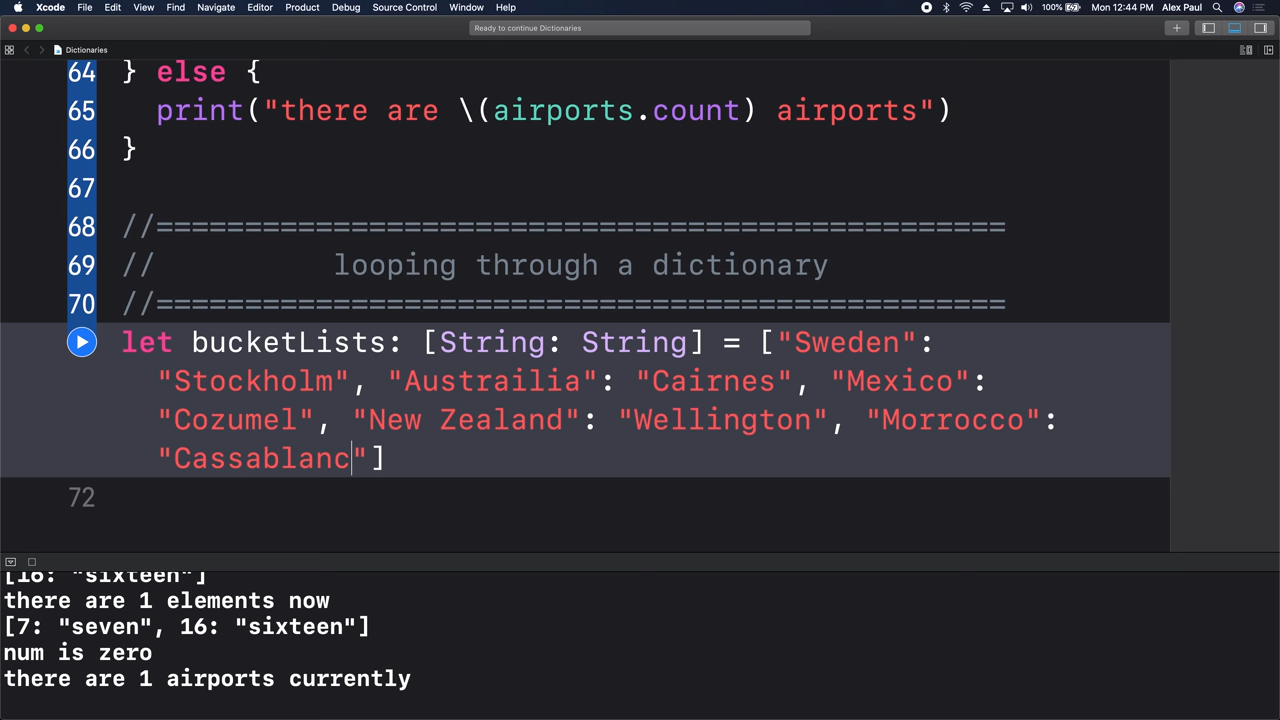 Xcode File Edit View Find Navigate Editor Product Debug Source Control Window Help 100% Mon 12:44 PM Alex Paul
Ready to continue Dictionaries
Dictionaries
64 } else {
65 print("there are \(airports.count) airports")
66 }
67
68 //================================================
69 // looping through a dictionary
70 //================================================
let bucketLists: [String: String] = ["Sweden":
"Stockholm", "Austrailia": "Cairnes", "Mexico":
"Cozumel", "New Zealand": "Wellington", "Morrocco":
"Cassablanc"]
72
[16: "sixteen"]
there are 1 elements now
[7: "seven", 16: "sixteen"]
num is zero
there are 1 airports currently